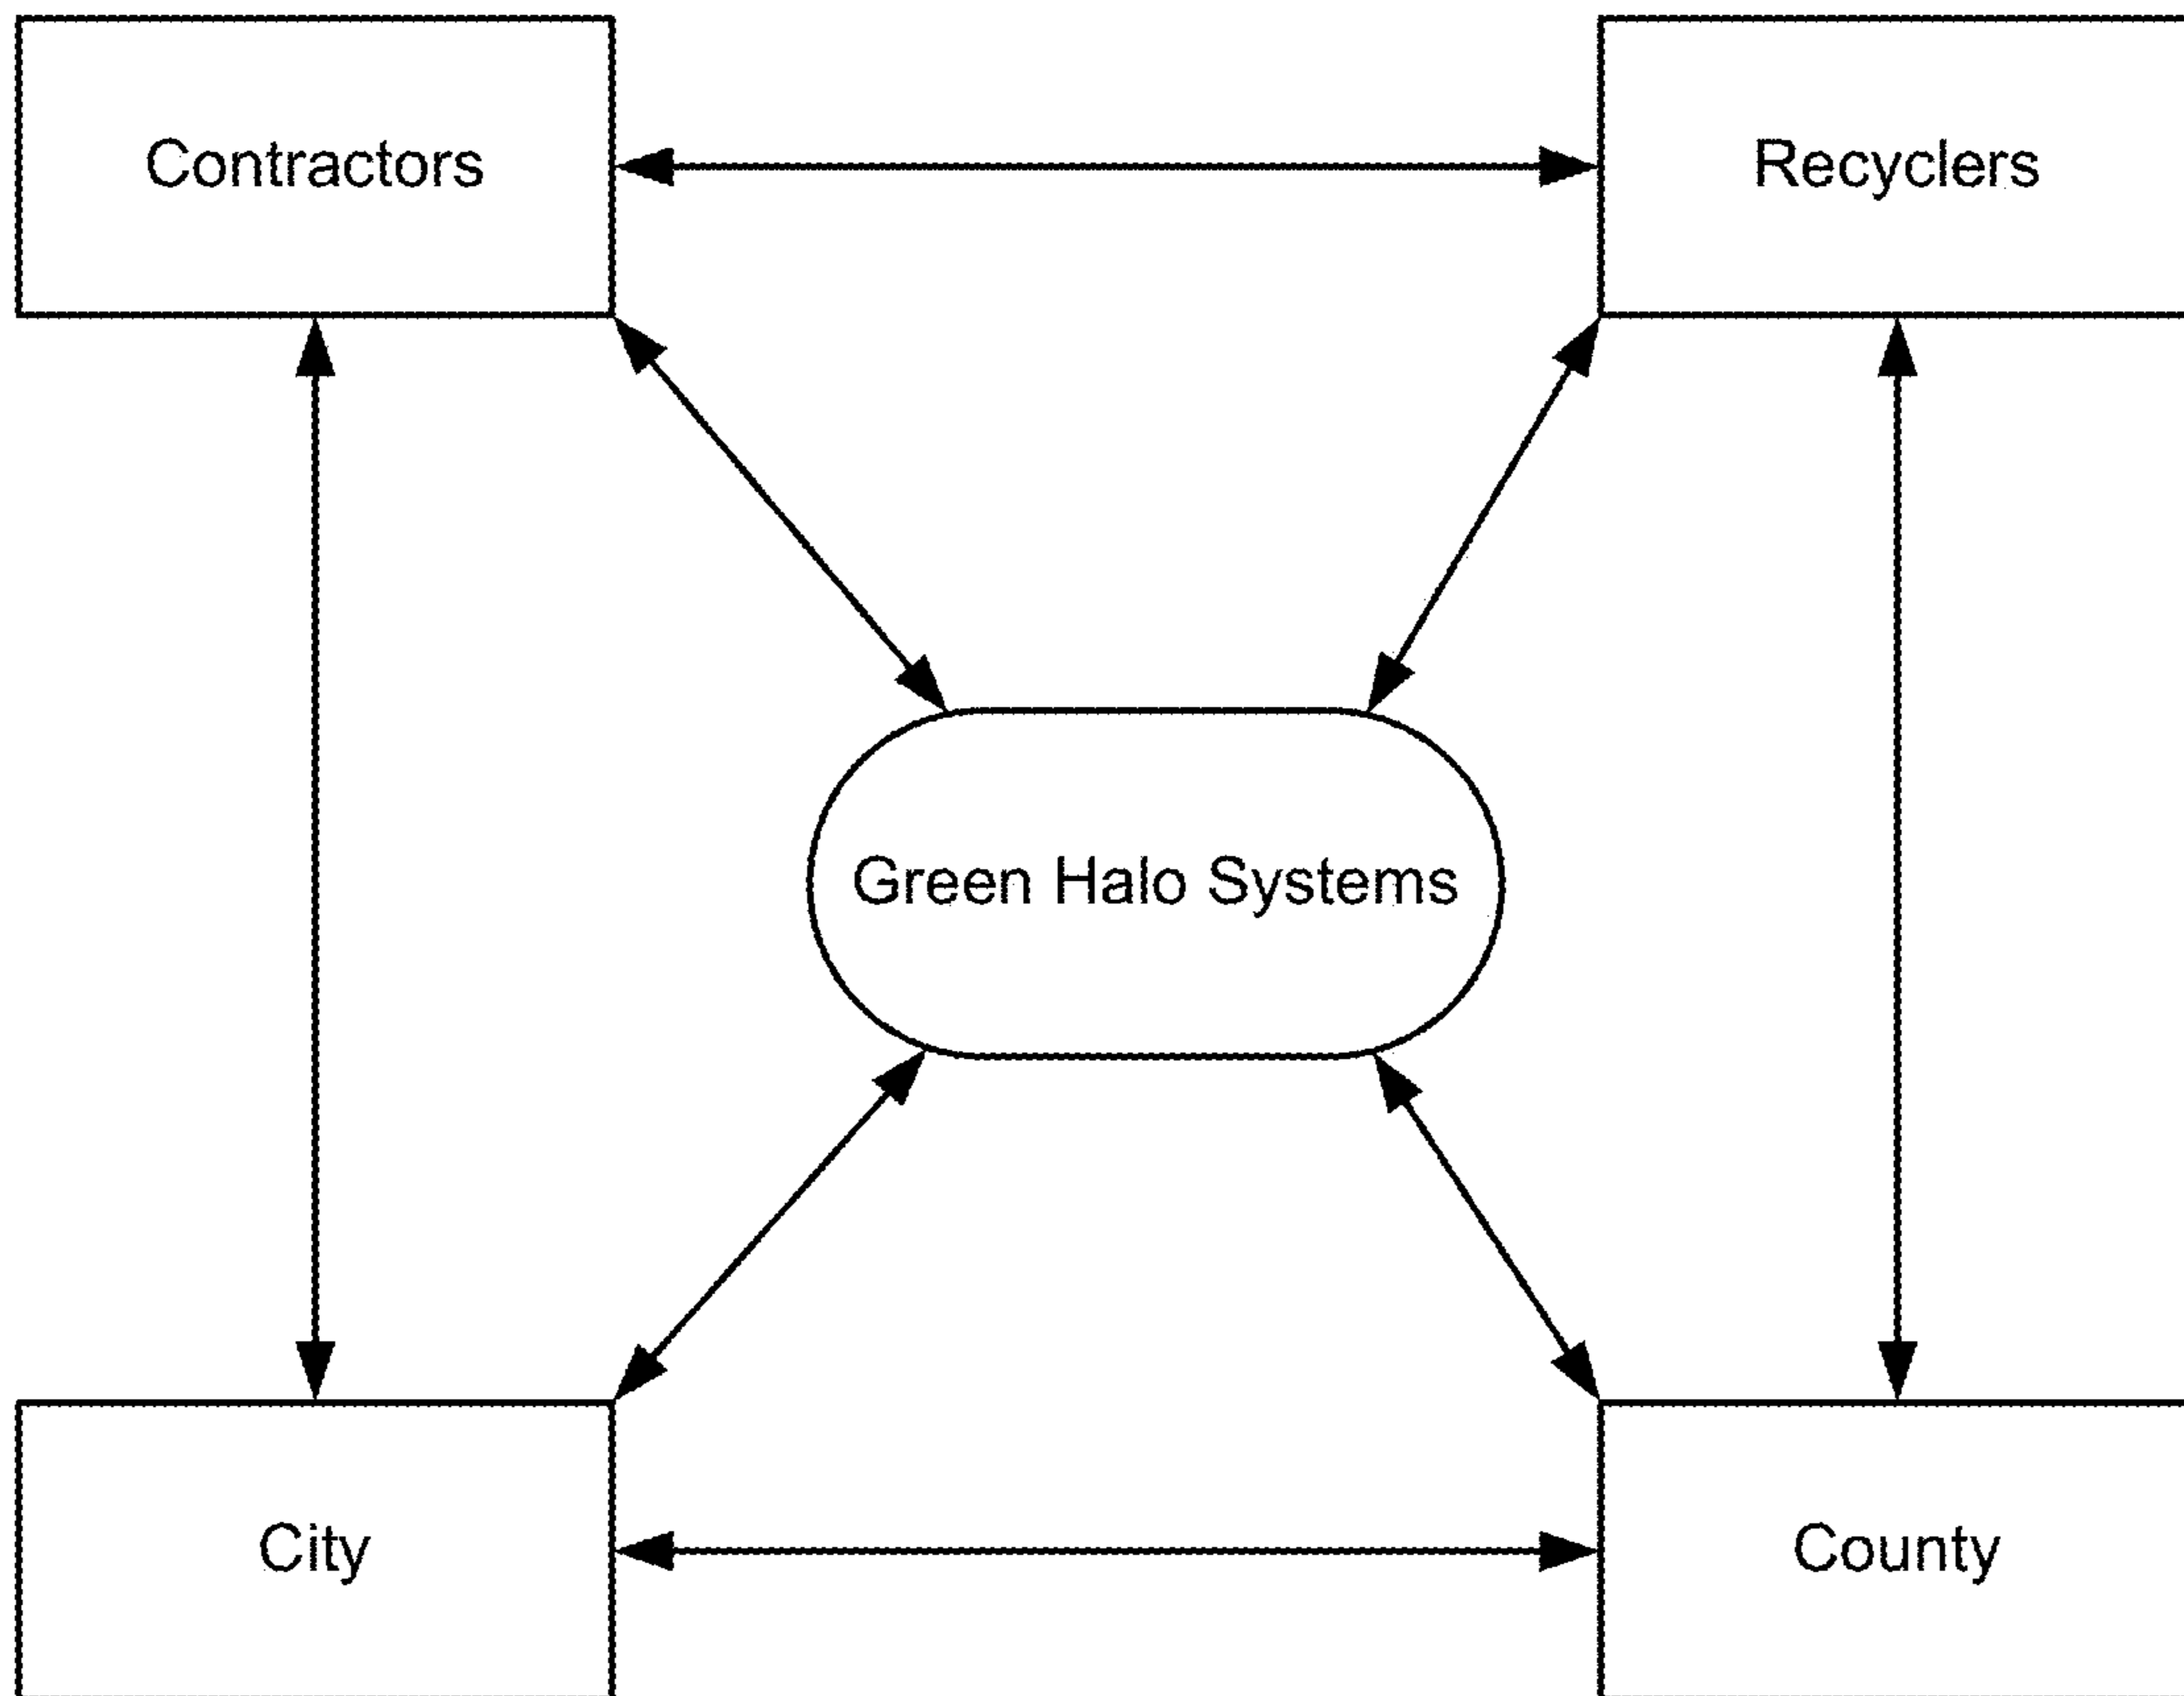 Contractors
Recyclers
Green Halo Systems
City
County